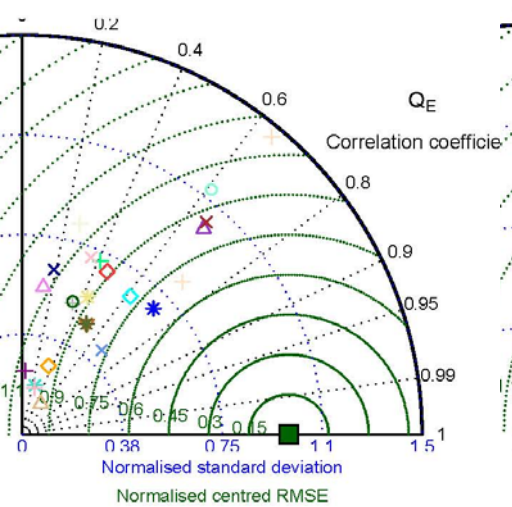 0.2
0.4
0.6
Q_E
Correlation coefficie
0.8
0.9
0.95
0.99
1
0.9 0.75 0.6 0.45 0.3 0.15
0 0.38 0.75 1.1 1.5
Normalised standard deviation
Normalised centred RMSE